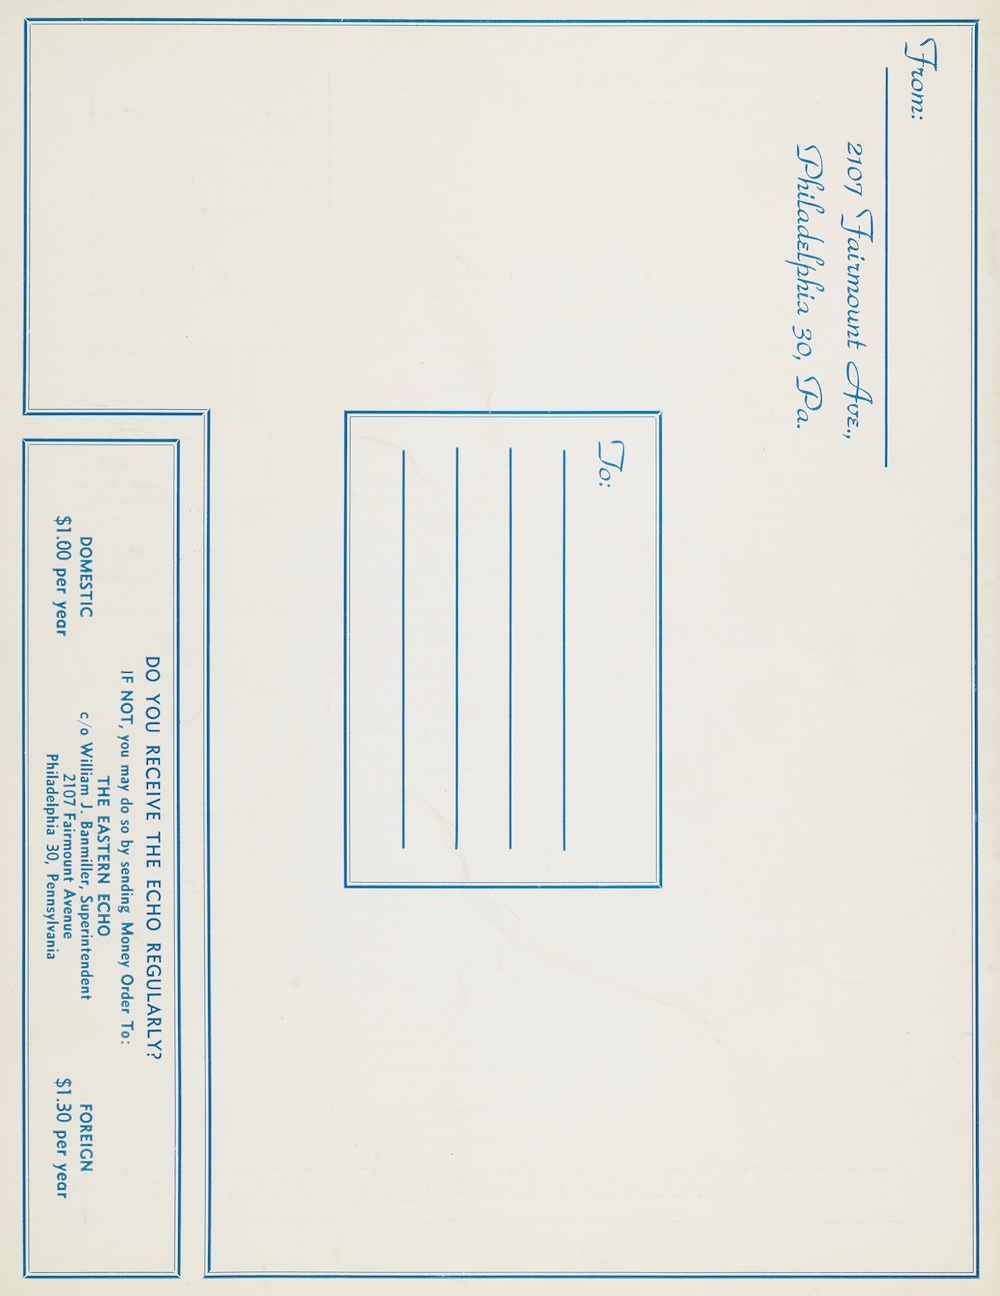 From:
2107 Fairmount Ave.,
Philadelphia 30, Pa.
To:
DO YOU RECEIVE THE ECHO REGULARLY?
IF NOT, you may do so by sending Money Order To:
THE EASTERN ECHO
DOMESTIC c/o William J. Banmiller, Superintendent FOREIGN
2107 Fairmount Avenue
$1.00 per year Philadelphia 30, Pennsylvania $1.30 per year